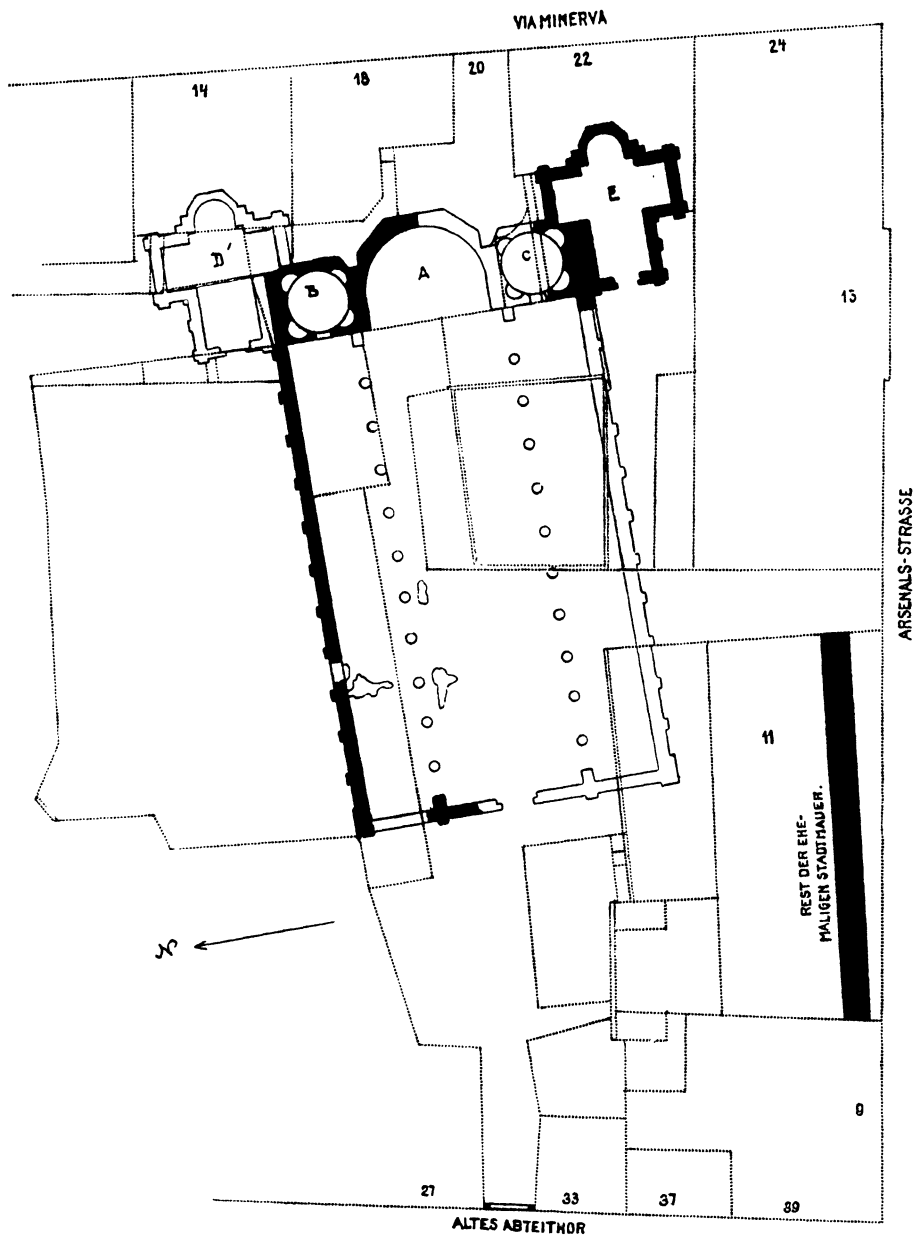 VIA MINERVA
14
18
20
22
24
E
D'
C
A
B
13
ARSENALS-STRASSE
11
REST DER EHE-
MALIGEN STADTMAUER.
N
9
27
33
37
39
ALTES ABTEITHOR